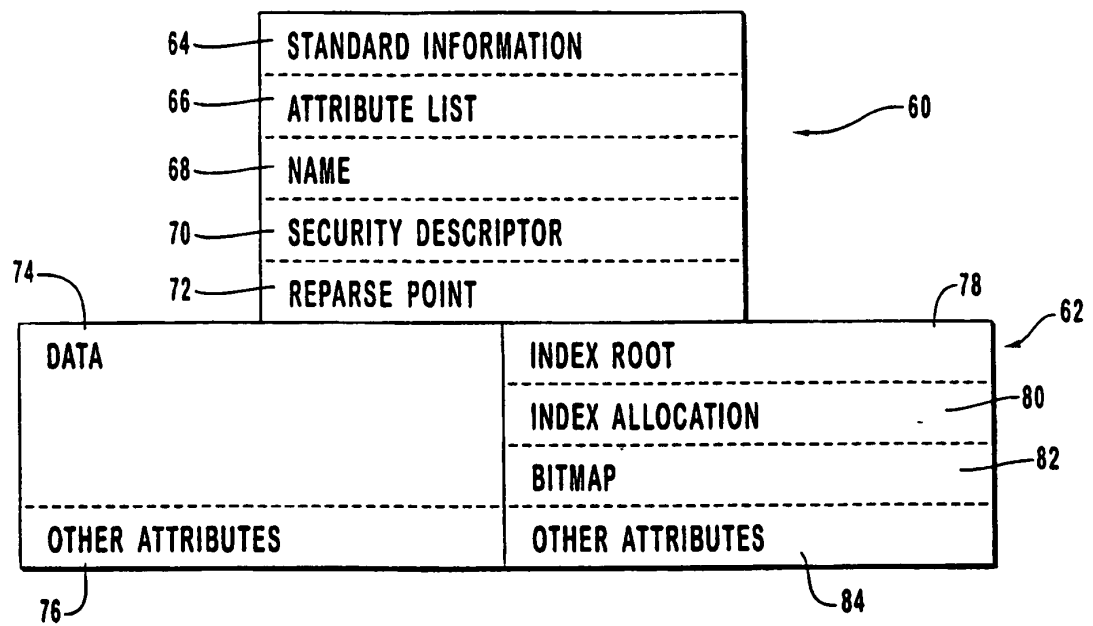 64 STANDARD INFORMATION
66 ATTRIBUTE LIST
60
68 NAME
70 SECURITY DESCRIPTOR
74
72 REPARSE POINT
78
62
DATA
INDEX ROOT
INDEX ALLOCATION 80
BITMAP 82
OTHER ATTRIBUTES
OTHER ATTRIBUTES
76
84